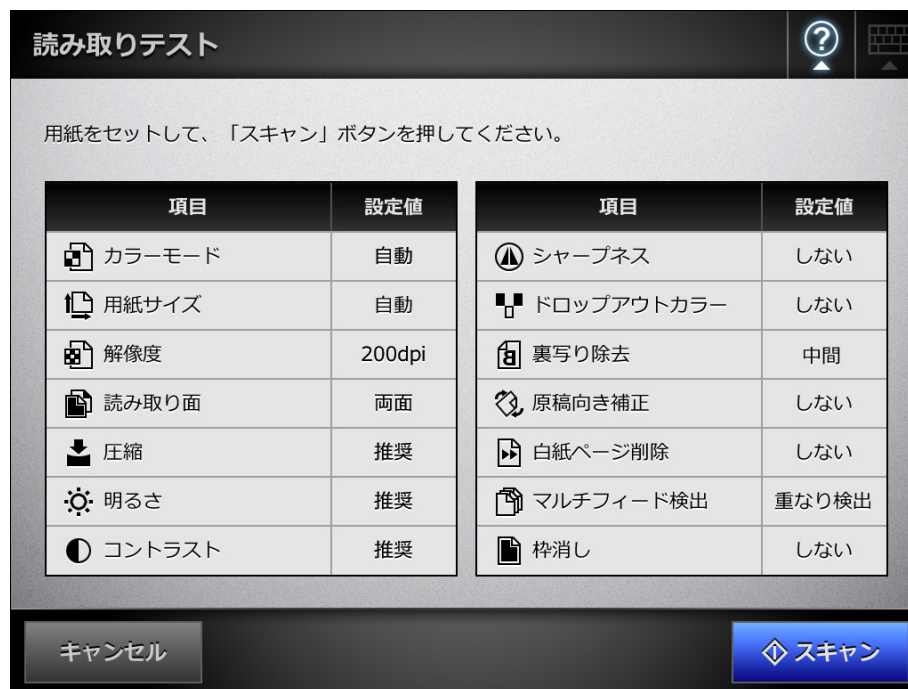 読み取りテスト
?
用紙をセットして、「スキャン」ボタンを押してください。
項目 設定値
カラーモード 自動
用紙サイズ 自動
解像度 200dpi
読み取り面 両面
圧縮 推奨
明るさ 推奨
コントラスト 推奨
項目 設定値
シャープネス しない
ドロップアウトカラー しない
裏写り除去 中間
原稿向き補正 しない
白紙ページ削除 しない
マルチフィード検出 重なり検出
枠消し しない
キャンセル
スキャン